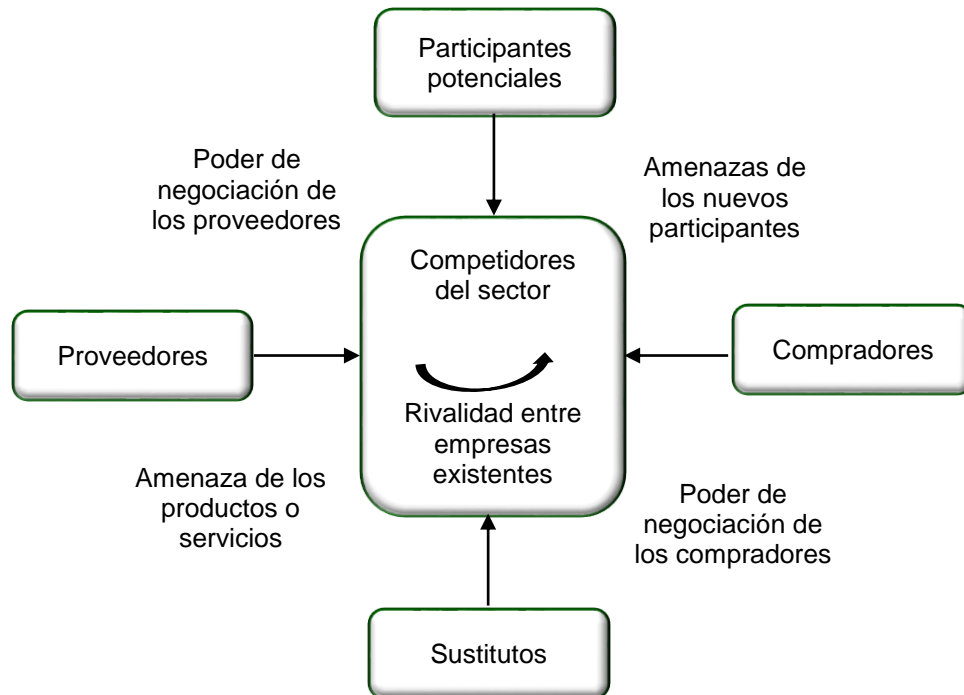 Participantes
potenciales
Poder de
negociación de
los proveedores
Amenazas de
los nuevos
participantes
Competidores
del sector
Proveedores
Compradores
Rivalidad entre
empresas
existentes
Amenaza de los
productos o
servicios
Poder de
negociación de
los compradores
Sustitutos